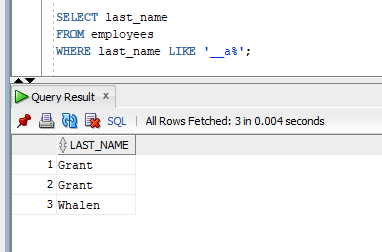 SELECT last_name
FROM employees
WHERE last_name LIKE '__a%';
Query Result x
SQL | All Rows Fetched: 3 in 0.004 seconds
LAST_NAME
1 Grant
2 Grant
3 Whalen